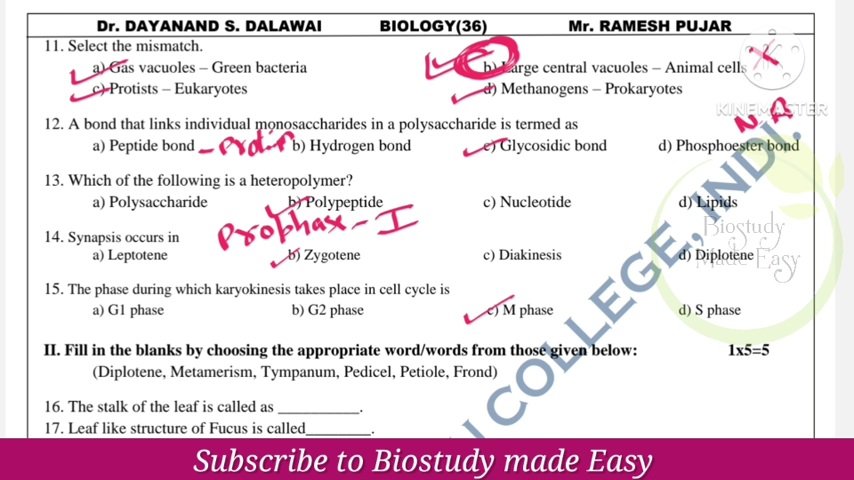 Dr. DAYANAND S. DALAWAI BIOLOGY(36) Mr. RAMESH PUJAR
11. Select the mismatch.
a) Gas vacuoles – Green bacteria b) Large central vacuoles – Animal cells
c) Protists – Eukaryotes d) Methanogens – Prokaryotes
KINEMASTER
12. A bond that links individual monosaccharides in a polysaccharide is termed as
N A
a) Peptide bond – Protin b) Hydrogen bond c) Glycosidic bond d) Phosphoester bond
13. Which of the following is a heteropolymer?
a) Polysaccharide b) Polypeptide c) Nucleotide d) Lipids
Prophax – I
14. Synapsis occurs in
a) Leptotene b) Zygotene c) Diakinesis d) Diplotene
Biostudy
Made Easy
15. The phase during which karyokinesis takes place in cell cycle is
a) G1 phase b) G2 phase c) M phase d) S phase
II. Fill in the blanks by choosing the appropriate word/words from those given below: 1x5=5
(Diplotene, Metamerism, Tympanum, Pedicel, Petiole, Frond)
16. The stalk of the leaf is called as __________.
17. Leaf like structure of Fucus is called________.
COLLEGE, INDI.
Subscribe to Biostudy made Easy